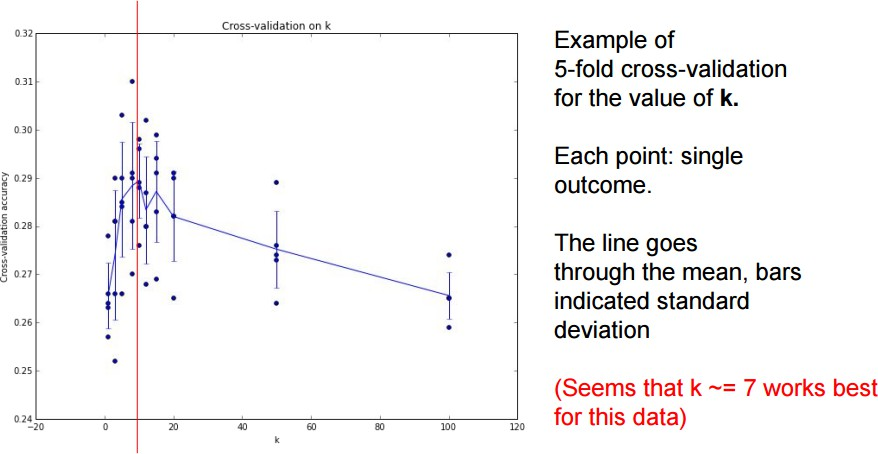 Cross-validation on k
0.32
0.31
0.30
0.29
0.28
0.27
0.26
0.25
0.24
Cross-validation accuracy
−20
0
20
40
60
80
100
120
k
Example of
5-fold cross-validation
for the value of k.
Each point: single
outcome.
The line goes
through the mean, bars
indicated standard
deviation
(Seems that k ~= 7 works best
for this data)